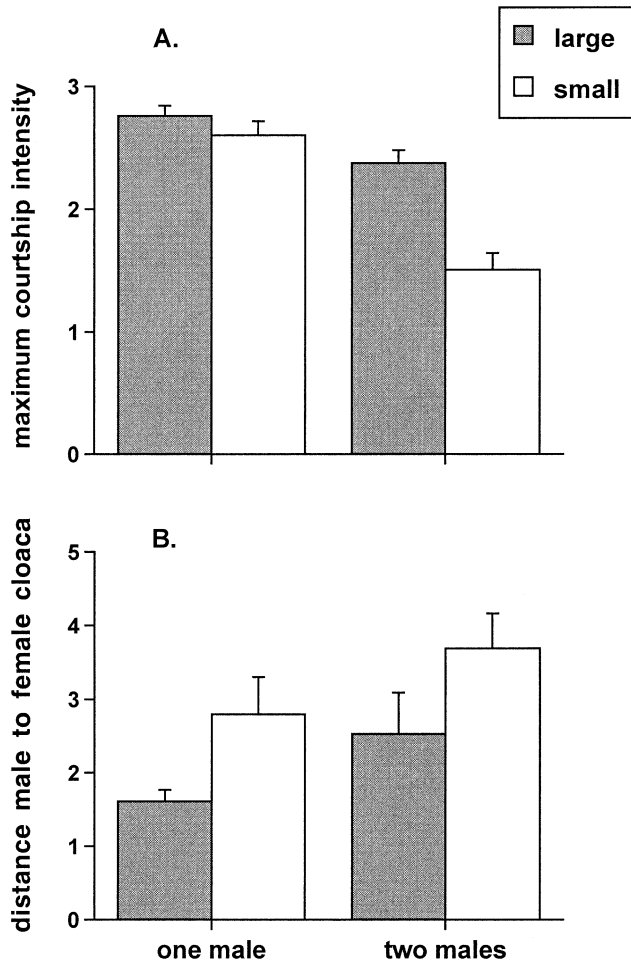 A.
large
small
maximum courtship intensity
3
2
1
0
B.
distance male to female cloaca
5
4
3
2
1
0
one male
two males